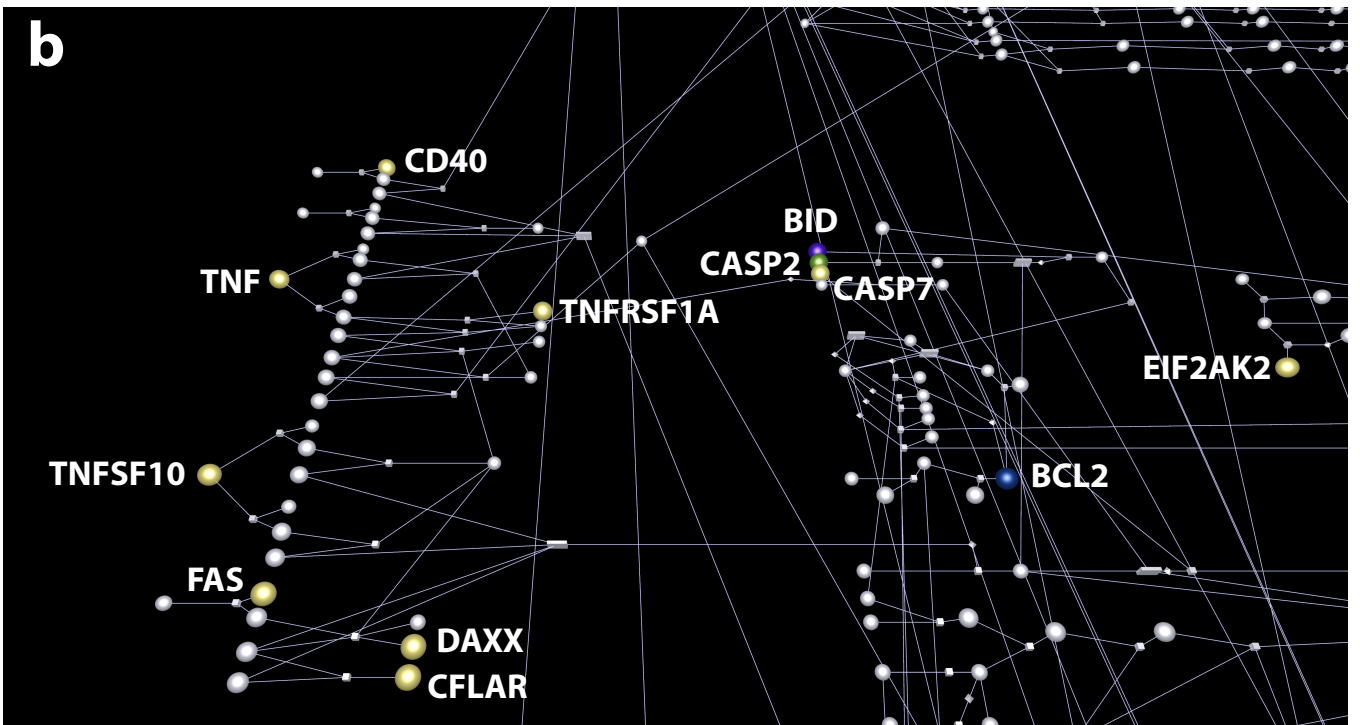 b
CD40
BID
CASP2
TNF
CASP7
TNFRSF1A
EIF2AK2
TNFSF10
BCL2
FAS
DAXX
CFLAR